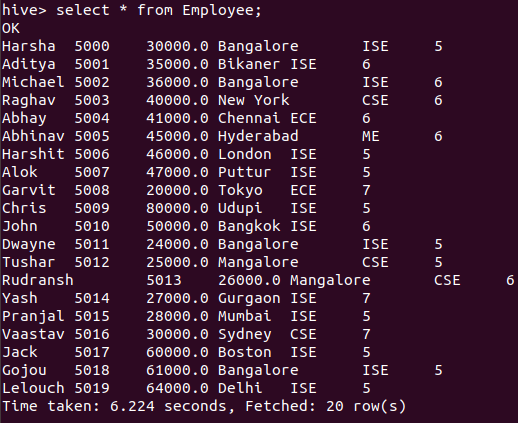 hive> select * from Employee;
OK
Harsha 5000 30000.0 Bangalore ISE 5
Aditya 5001 35000.0 Bikaner ISE 6
Michael 5002 36000.0 Bangalore ISE 6
Raghav 5003 40000.0 New York CSE 6
Abhay 5004 41000.0 Chennai ECE 6
Abhinav 5005 45000.0 Hyderabad ME 6
Harshit 5006 46000.0 London ISE 5
Alok 5007 47000.0 Puttur ISE 5
Garvit 5008 20000.0 Tokyo ECE 7
Chris 5009 80000.0 Udupi ISE 5
John 5010 50000.0 Bangkok ISE 6
Dwayne 5011 24000.0 Bangalore ISE 5
Tushar 5012 25000.0 Mangalore CSE 5
Rudransh 5013 26000.0 Mangalore CSE 6
Yash 5014 27000.0 Gurgaon ISE 7
Pranjal 5015 28000.0 Mumbai ISE 5
Vaastav 5016 30000.0 Sydney CSE 7
Jack 5017 60000.0 Boston ISE 5
Gojou 5018 61000.0 Bangalore ISE 5
Lelouch 5019 64000.0 Delhi ISE 5
Time taken: 6.224 seconds, Fetched: 20 row(s)